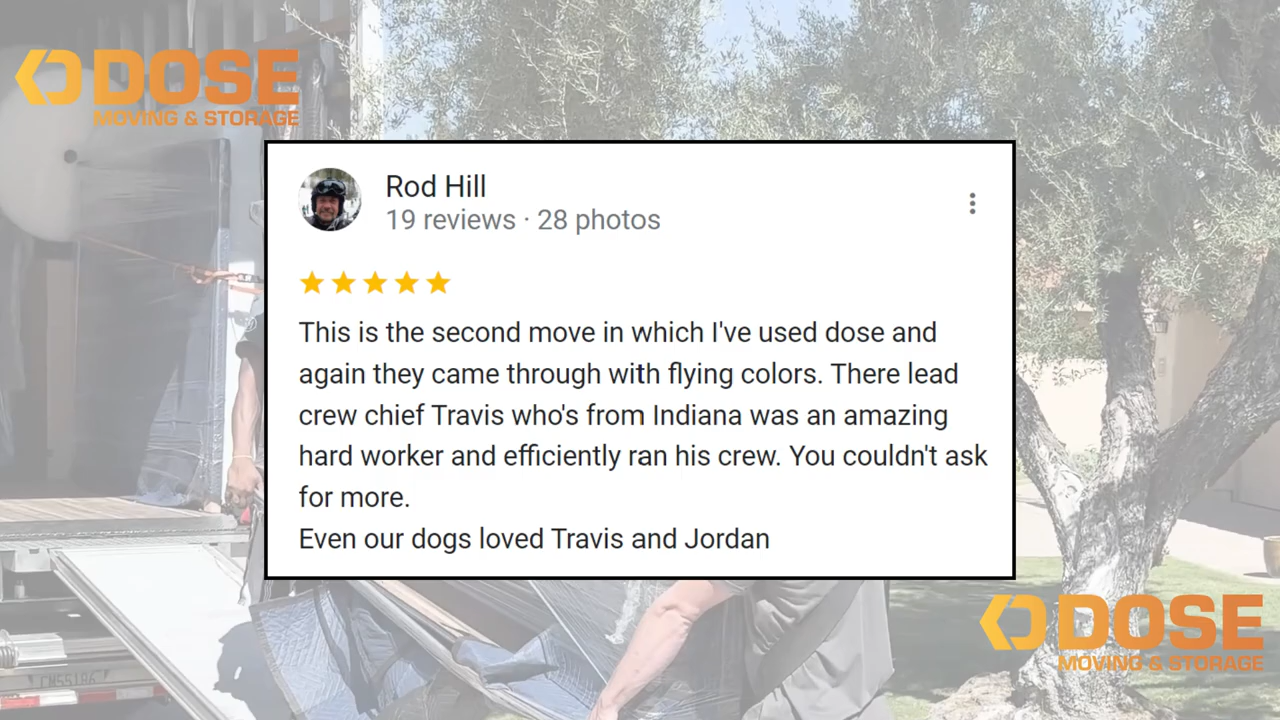 DOSE
MOVING & STORAGE
Rod Hill
19 reviews · 28 photos
This is the second move in which I've used dose and
again they came through with flying colors. There lead
crew chief Travis who's from Indiana was an amazing
hard worker and efficiently ran his crew. You couldn't ask
for more.
Even our dogs loved Travis and Jordan
DOSE
MOVING & STORAGE